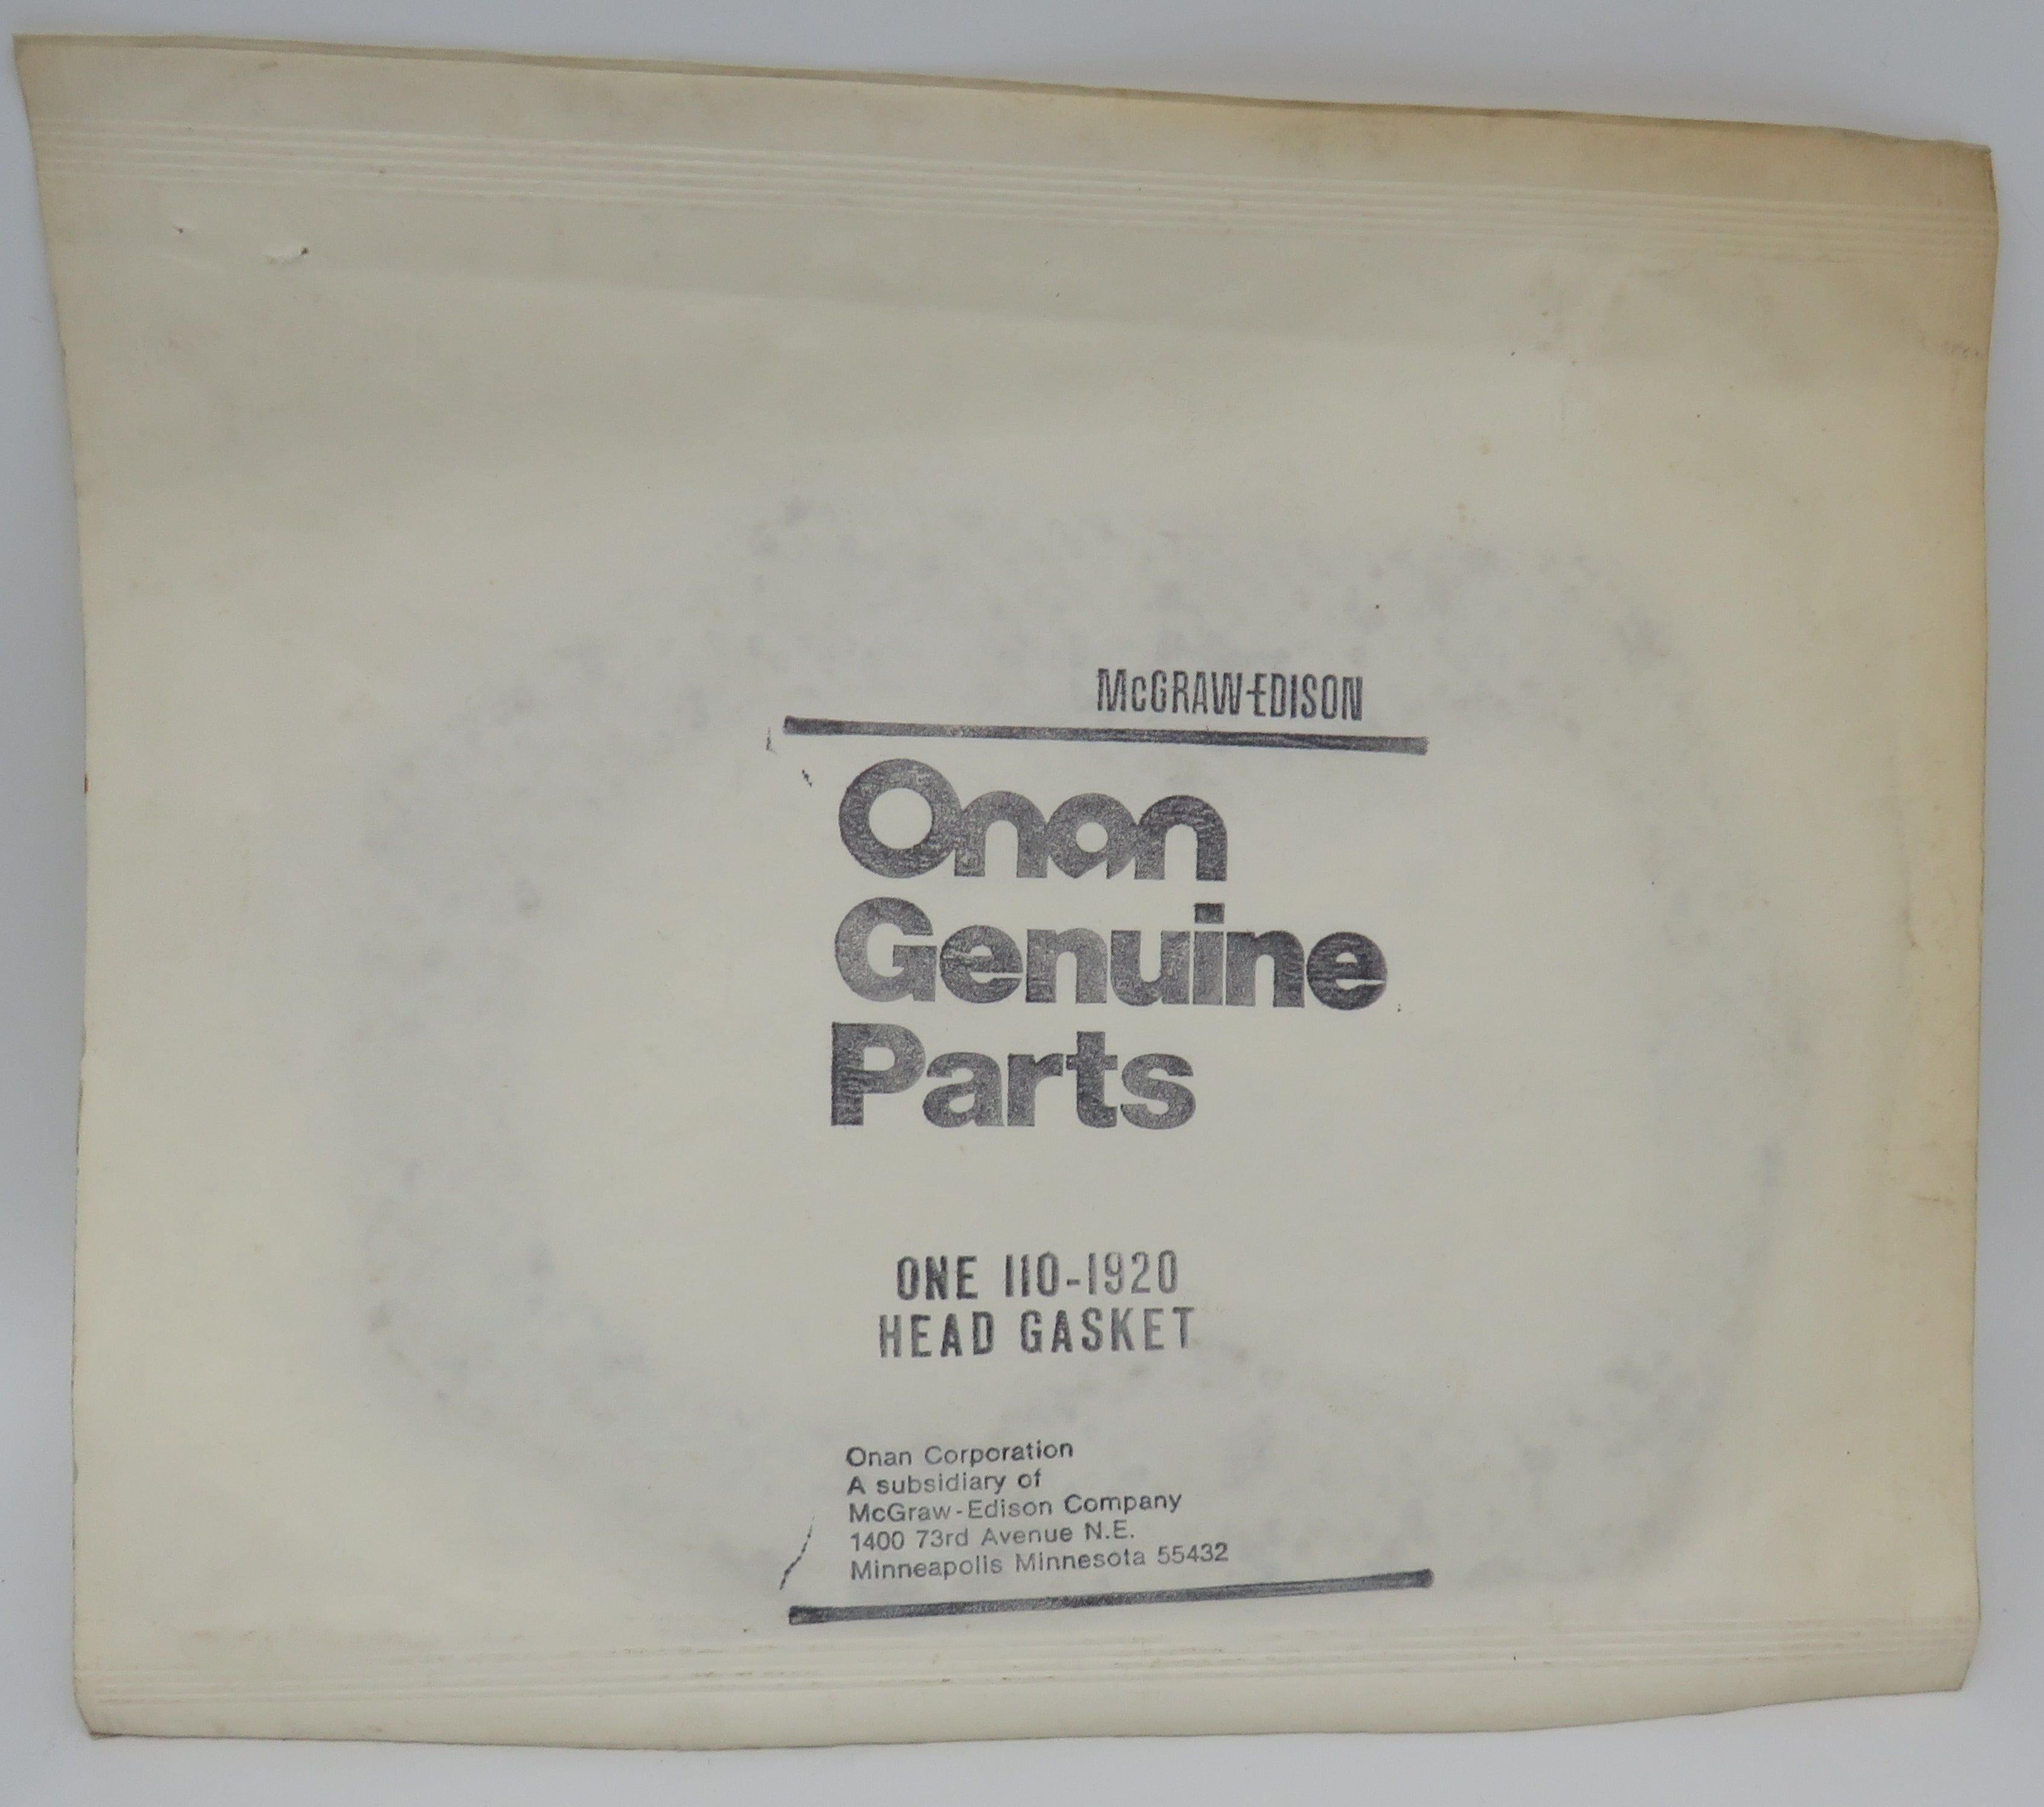 McGRAW-EDISON
Onan
Genuine
Parts
ONE 110-1920
HEAD GASKET
Onan Corporation
A subsidiary of
McGraw-Edison Company
1400 73rd Avenue N.E.
Minneapolis Minnesota 55432